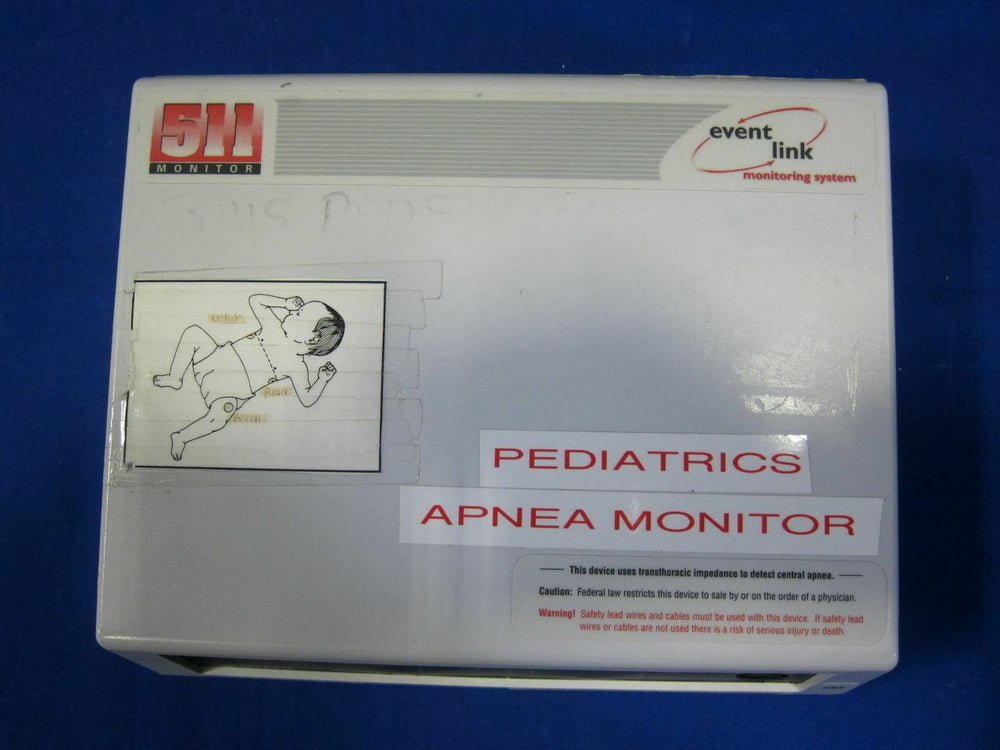 511
MONITOR
event
link
monitoring system
White
Black
Green
PEDIATRICS
APNEA MONITOR
This device uses transthoracic impedance to detect central apnea.
Caution: Federal law restricts this device to sale by or on the order of a physician.
Warning! Safety lead wires and cables must be used with this device. If safety lead
wires or cables are not used there is a risk of serious injury or death.